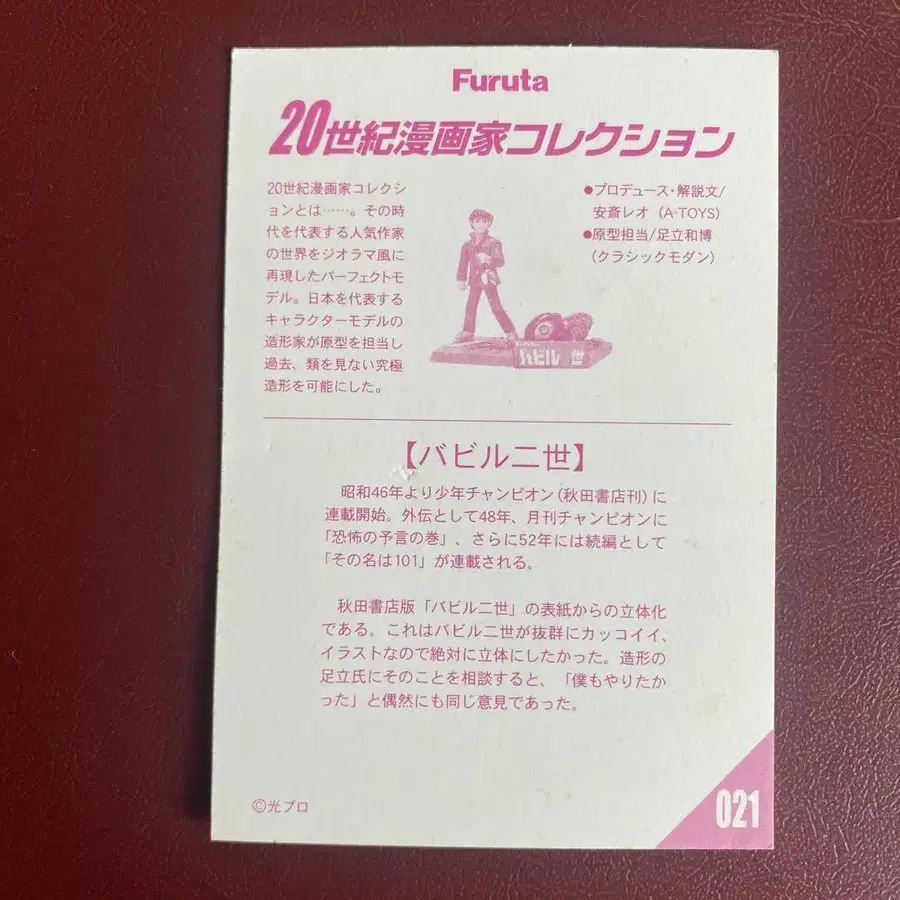 Furuta
20世紀漫画家コレクション
20世紀漫画家コレクシ
ョンとは……。その時
代を代表する人気作家
の世界をジオラマ風に
再現したパーフェクトモ
デル。日本を代表する
キャラクターモデルの
造形家が原型を担当し
過去、類を見ない究極
造形を可能にした。
●プロデュース・解説文/
安斎レオ（A-TOYS）
●原型担当/足立和博
（クラシックモダン）
バビル二世
【バビル二世】
昭和46年より少年チャンピオン（秋田書店刊）に
連載開始。外伝として48年、月刊チャンピオンに
「恐怖の予言の巻」、さらに52年には続編として
「その名は101」が連載される。
秋田書店版「バビル二世」の表紙からの立体化
である。これはバビル二世が抜群にカッコイイ、
イラストなので絶対に立体にしたかった。造形の
足立氏にそのことを相談すると、「僕もやりたか
った」と偶然にも同じ意見であった。
©光プロ
021